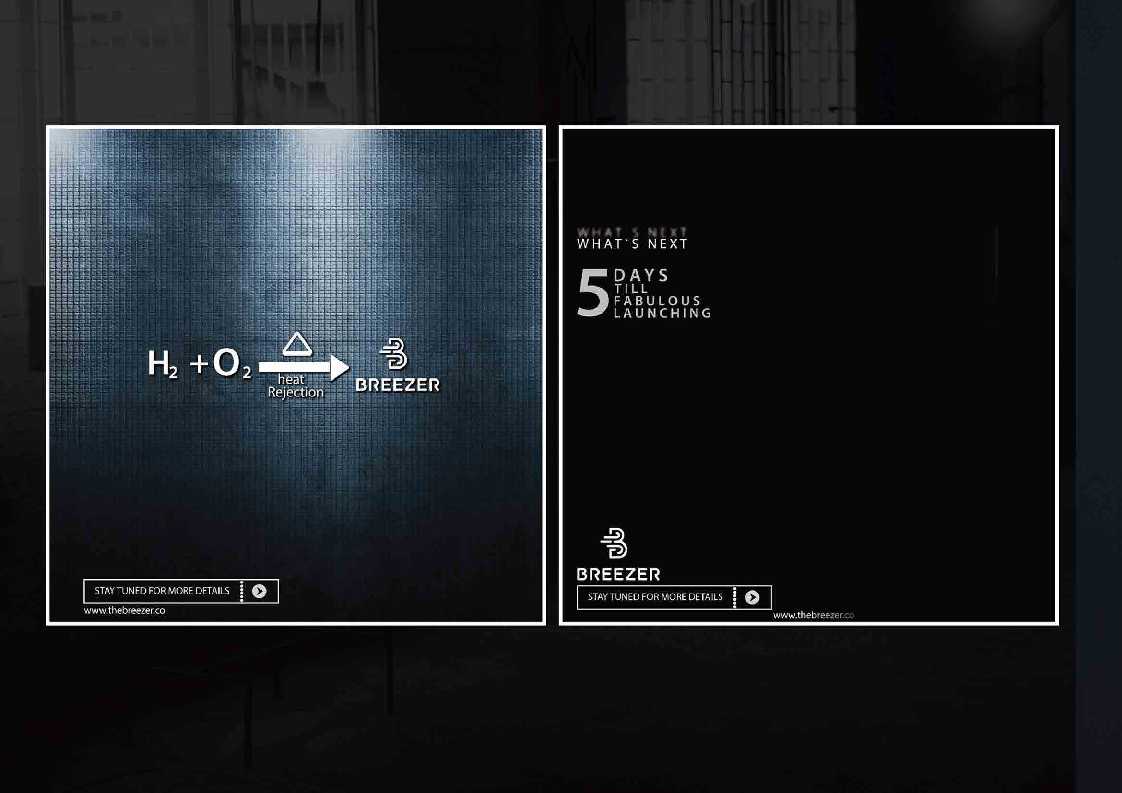 H₂ + O₂
heat
Rejection
BREEZER
STAY TUNED FOR MORE DETAILS
www.thebreezer.co
WHAT'S NEXT
WHAT'S NEXT
5 DAYS
TILL
FABULOUS
LAUNCHING
BREEZER
STAY TUNED FOR MORE DETAILS
www.thebreezer.co